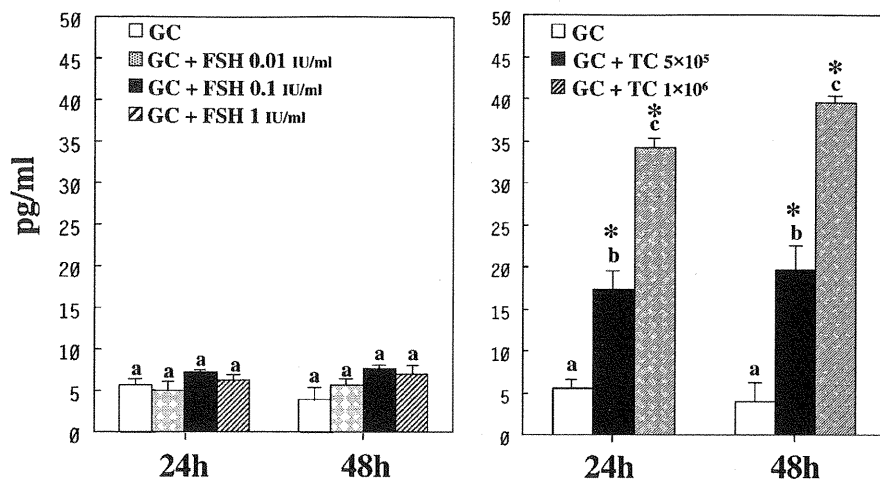 pg/ml
50
45
40
35
30
25
20
15
10
5
0
GC
GC + FSH 0.01 IU/ml
GC + FSH 0.1 IU/ml
GC + FSH 1 IU/ml
a a a a
a a a a
24h 48h
50
45
40
35
30
25
20
15
10
5
0
GC
GC + TC 5×10⁵
GC + TC 1×10⁶
a
*
b
*
c
a
*
b
*
c
24h 48h